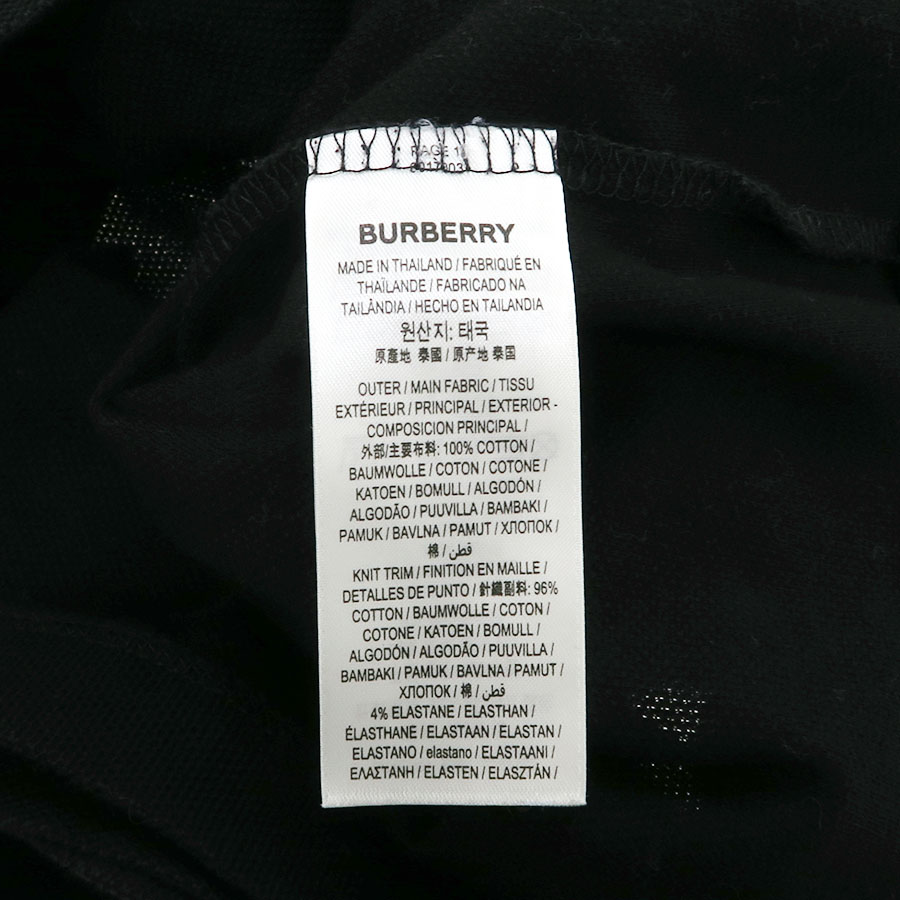 PAGE 1
BURBERRY
MADE IN THAILAND / FABRIQUÉ EN
THAÏLANDE / FABRICADO NA
TAILÂNDIA / HECHO EN TAILANDIA
원산지: 태국
原產地 泰國 / 原产地 泰国
OUTER / MAIN FABRIC / TISSU
EXTÉRIEUR / PRINCIPAL / EXTERIOR -
COMPOSICION PRINCIPAL /
外部/主要布料: 100% COTTON /
BAUMWOLLE / COTON / COTONE /
KATOEN / BOMULL / ALGODÓN /
ALGODÃO / PUUVILLA / BAMBAKI /
PAMUK / BAVLNA / PAMUT / ХЛОПОК /
棉 / قطن /
KNIT TRIM / FINITION EN MAILLE /
DETALLES DE PUNTO / 針織副料: 96%
COTTON / BAUMWOLLE / COTON /
COTONE / KATOEN / BOMULL /
ALGODÓN / ALGODÃO / PUUVILLA /
BAMBAKI / PAMUK / BAVLNA / PAMUT /
ХЛОПОК / 棉 / قطن /
4% ELASTANE / ELASTHAN /
ÉLASTHANE / ELASTAAN / ELASTAN /
ELASTANO / elastano / ELASTAANI /
ΕΛΑΣΤΑΝΗ / ELASTEN / ELASZTÁN /